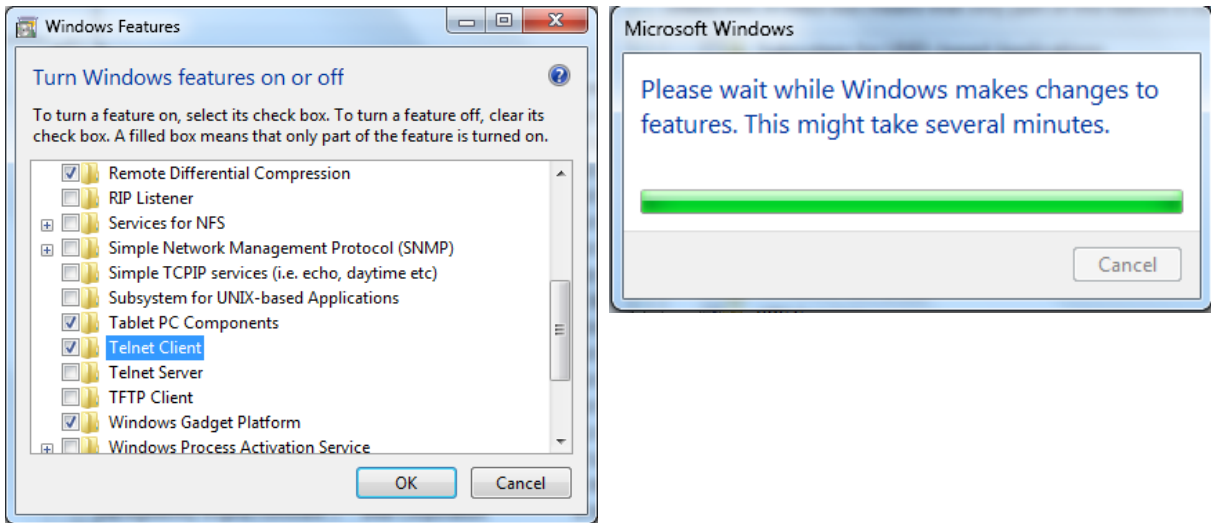 Windows Features
Turn Windows features on or off
To turn a feature on, select its check box. To turn a feature off, clear its
check box. A filled box means that only part of the feature is turned on.
Remote Differential Compression
RIP Listener
Services for NFS
Simple Network Management Protocol (SNMP)
Simple TCPIP services (i.e. echo, daytime etc)
Subsystem for UNIX-based Applications
Tablet PC Components
Telnet Client
Telnet Server
TFTP Client
Windows Gadget Platform
Windows Process Activation Service
OK
Cancel
Microsoft Windows
Please wait while Windows makes changes to
features. This might take several minutes.
Cancel